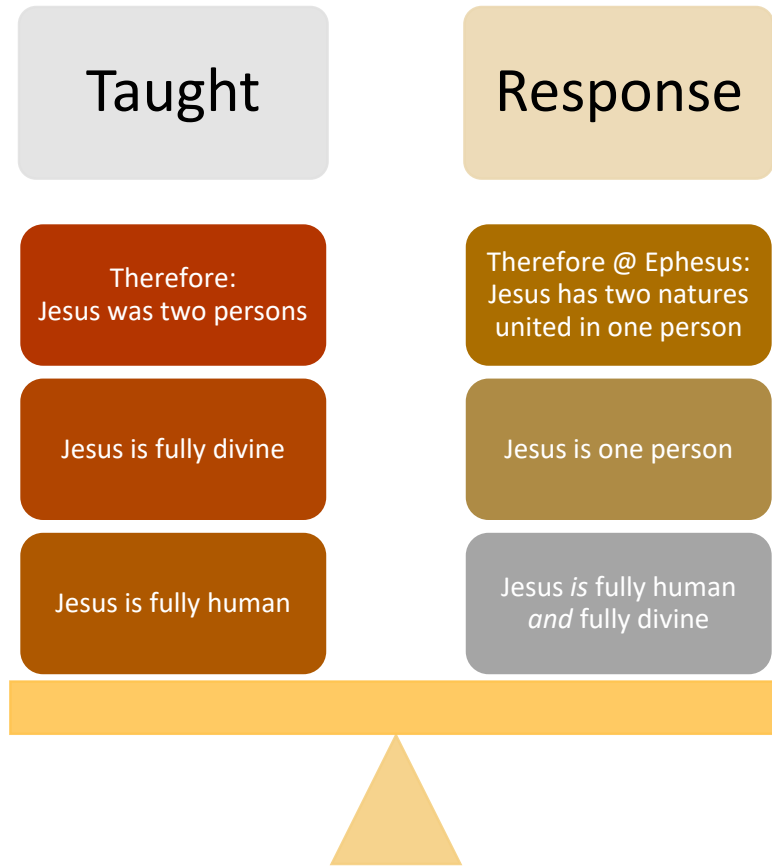 Taught
Response
Therefore:
Jesus was two persons
Jesus is fully divine
Jesus is fully human
Therefore @ Ephesus:
Jesus has two natures
united in one person
Jesus is one person
Jesus is fully human
and fully divine